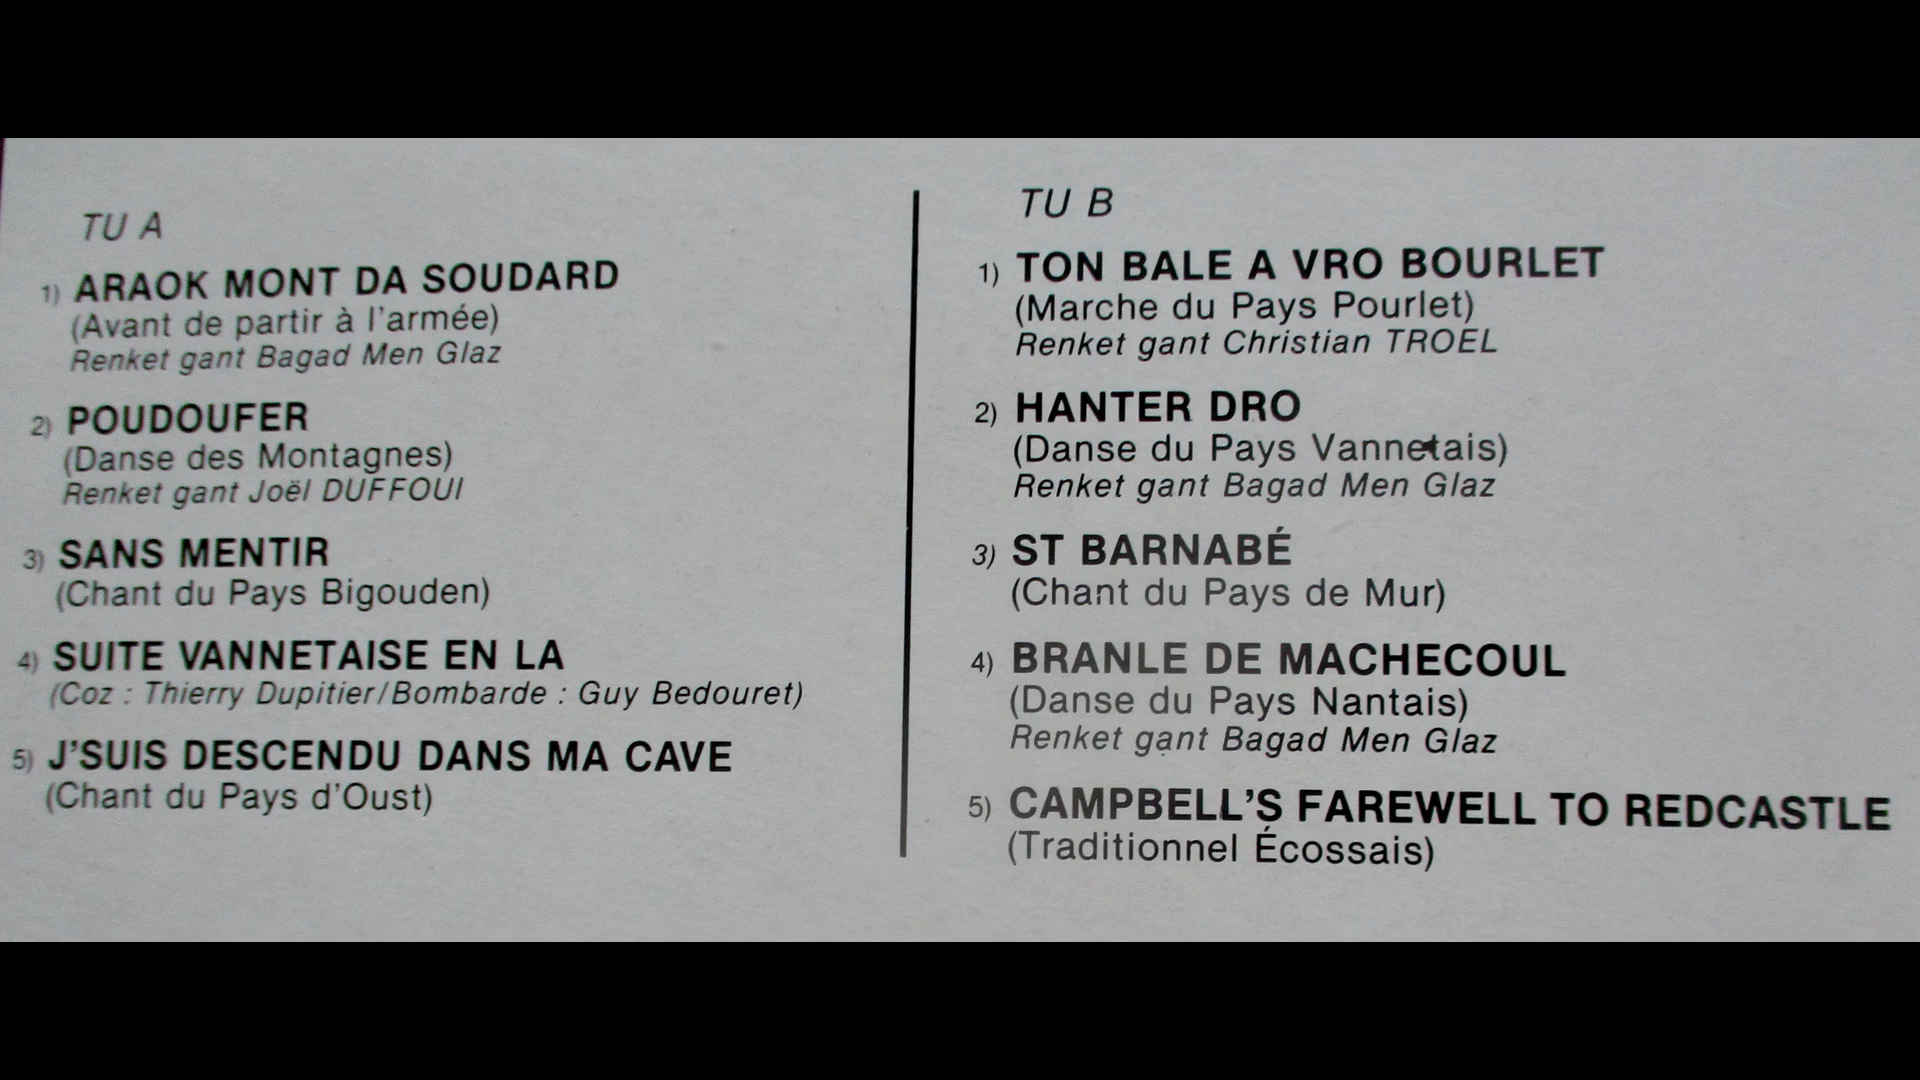 TU A
1) ARAOK MONT DA SOUDARD
(Avant de partir à l'armée)
Renket gant Bagad Men Glaz
2) POUDOUFER
(Danse des Montagnes)
Renket gant Joël DUFFOUI
3) SANS MENTIR
(Chant du Pays Bigouden)
4) SUITE VANNETAISE EN LA
(Coz : Thierry Dupitier/Bombarde : Guy Bedouret)
5) J'SUIS DESCENDU DANS MA CAVE
(Chant du Pays d'Oust)
TU B
1) TON BALE A VRO BOURLET
(Marche du Pays Pourlet)
Renket gant Christian TROEL
2) HANTER DRO
(Danse du Pays Vannetais)
Renket gant Bagad Men Glaz
3) ST BARNABÉ
(Chant du Pays de Mur)
4) BRANLE DE MACHECOUL
(Danse du Pays Nantais)
Renket gant Bagad Men Glaz
5) CAMPBELL'S FAREWELL TO REDCASTLE
(Traditionnel Écossais)